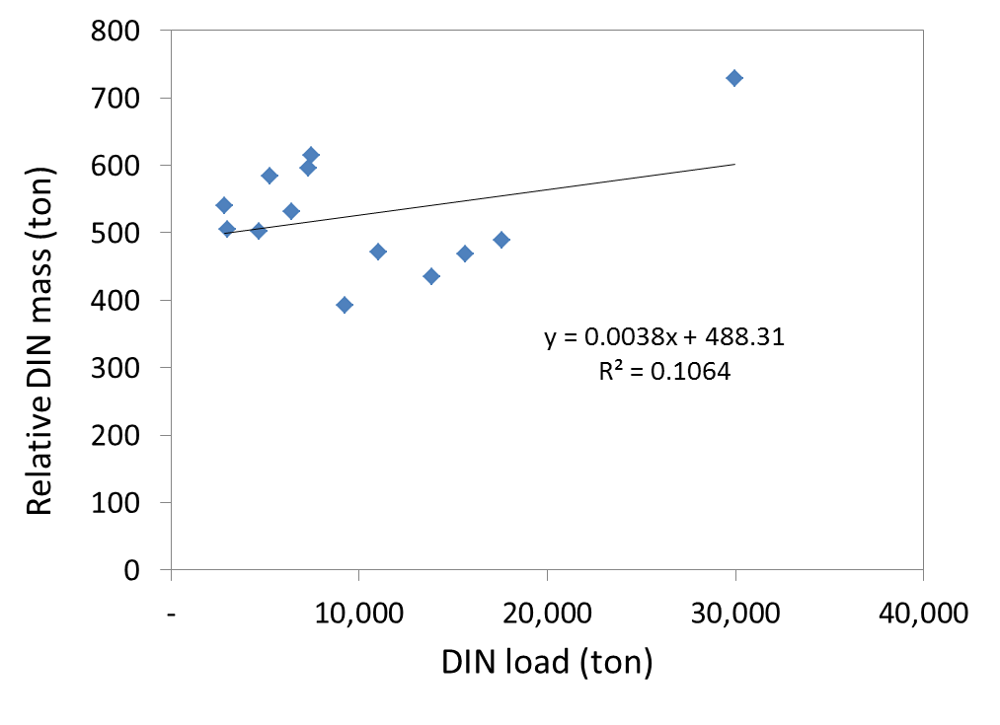 800
700
600
500
400
300
200
100
0
Relative DIN mass (ton)
y = 0.0038x + 488.31
R² = 0.1064
- 10,000 20,000 30,000 40,000
DIN load (ton)